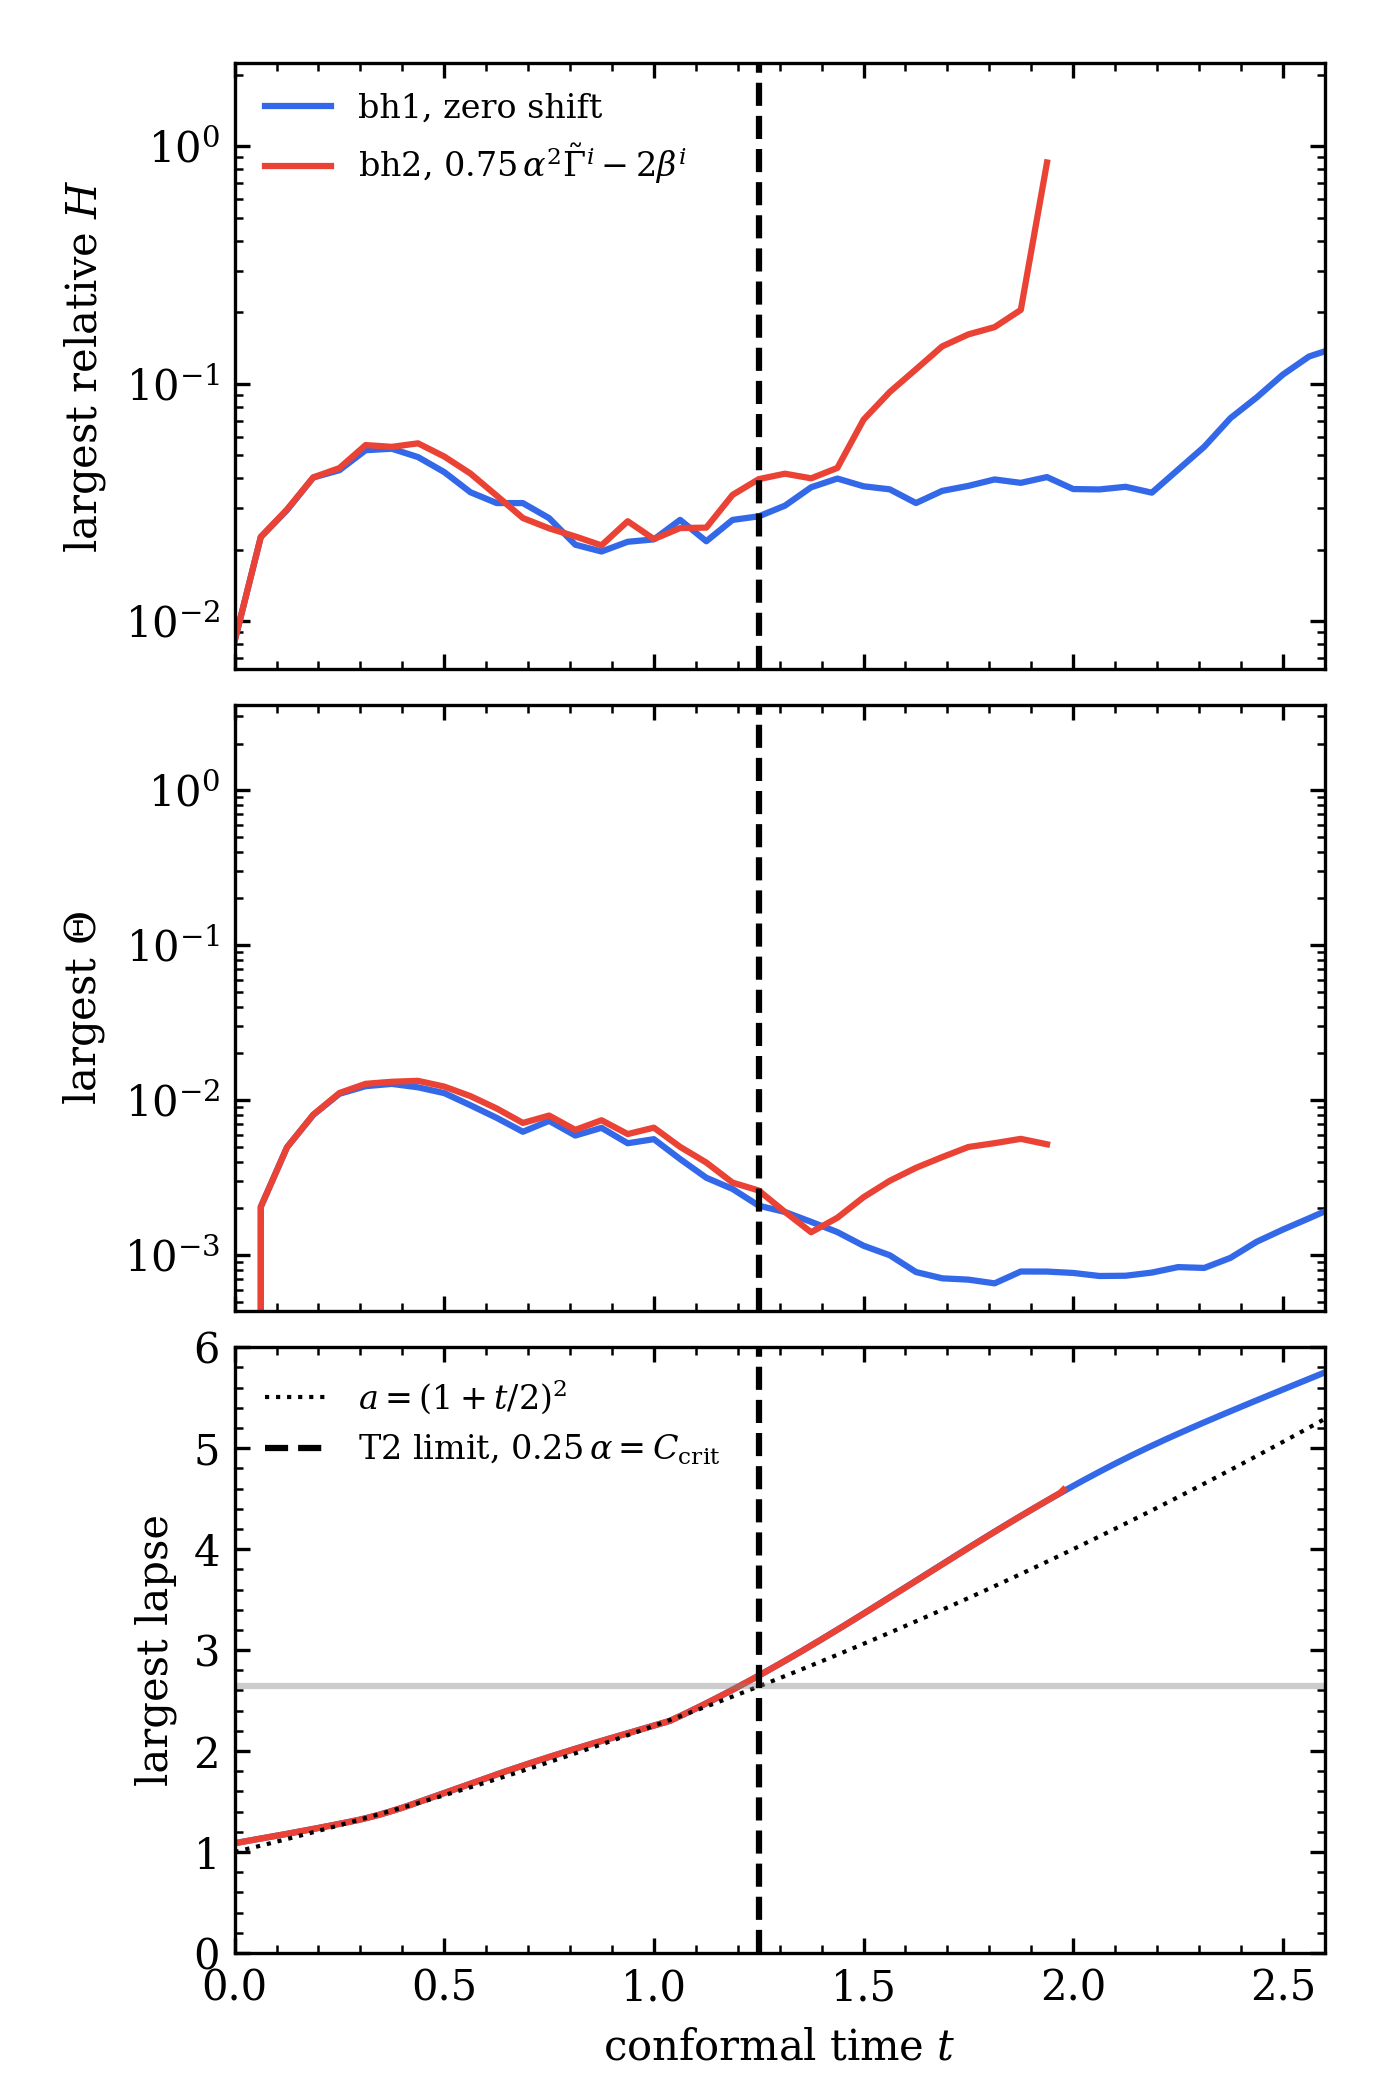 10⁰
10⁻¹
10⁻²
largest relative H
bh1, zero shift
bh2, 0.75 α²Γ̃ⁱ − 2βⁱ
10⁰
10⁻¹
10⁻²
10⁻³
largest Θ
6
5
4
3
2
1
0
largest lapse
a = (1 + t/2)²
T2 limit, 0.25 α = C_crit
0.0 0.5 1.0 1.5 2.0 2.5
conformal time t